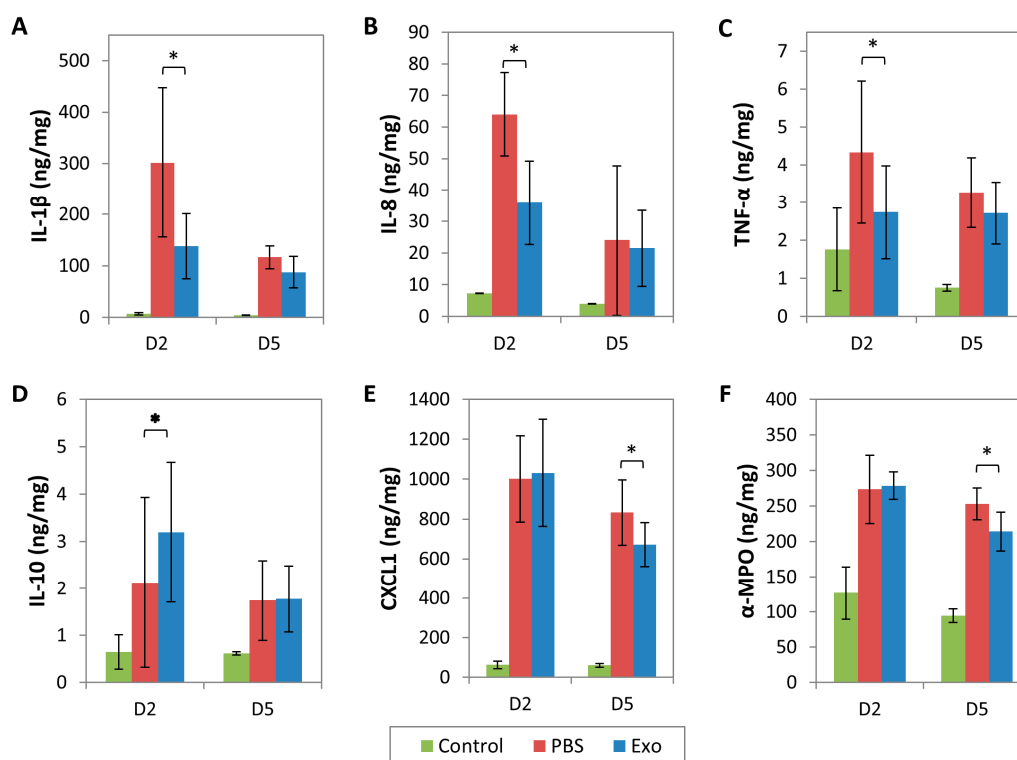 A
IL-1β (ng/mg)
500
400
300
200
100
0
*
D2
D5
B
IL-8 (ng/mg)
90
80
70
60
50
40
30
20
10
0
*
D2
D5
C
TNF-α (ng/mg)
7
6
5
4
3
2
1
0
*
D2
D5
D
IL-10 (ng/mg)
6
5
4
3
2
1
0
*
D2
D5
E
CXCL1 (ng/mg)
1400
1200
1000
800
600
400
200
0
*
D2
D5
F
α-MPO (ng/mg)
400
350
300
250
200
150
100
50
0
*
D2
D5
Control PBS Exo